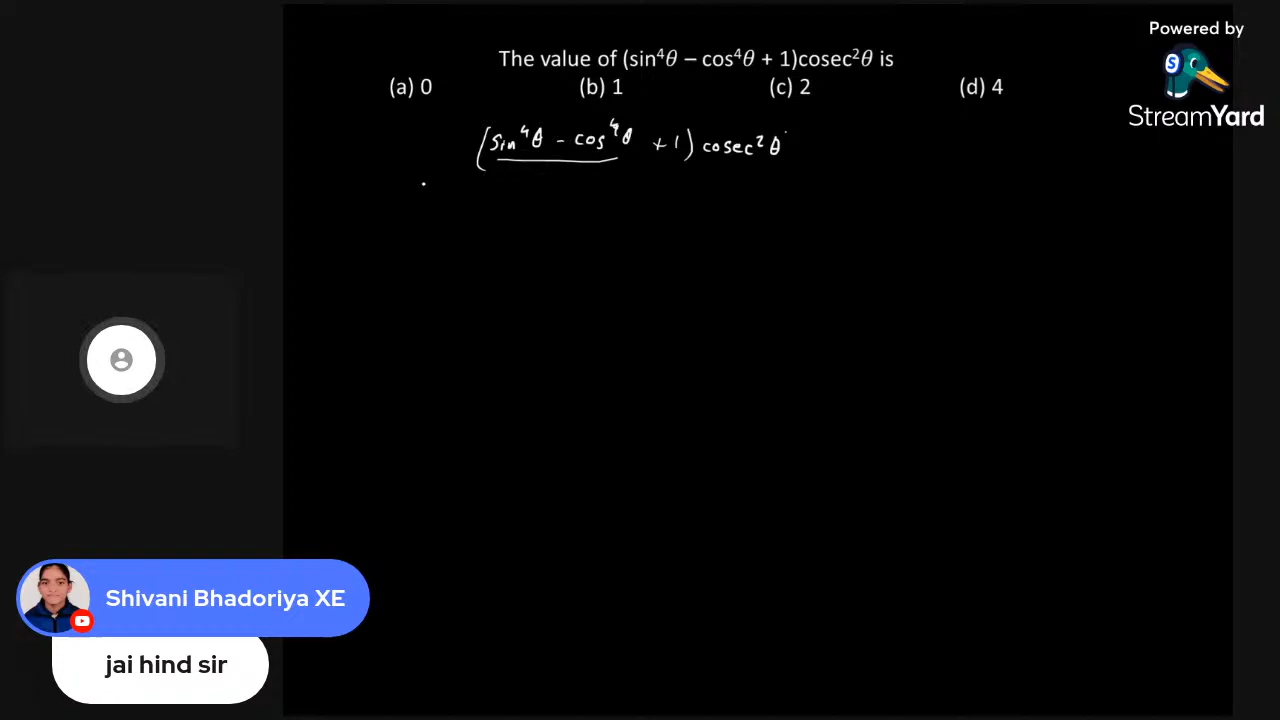 Powered by
StreamYard
The value of (sin⁴θ – cos⁴θ + 1)cosec²θ is
(a) 0 (b) 1 (c) 2 (d) 4
(sin⁴θ - cos⁴θ +1) cosec²θ
Shivani Bhadoriya XE
jai hind sir